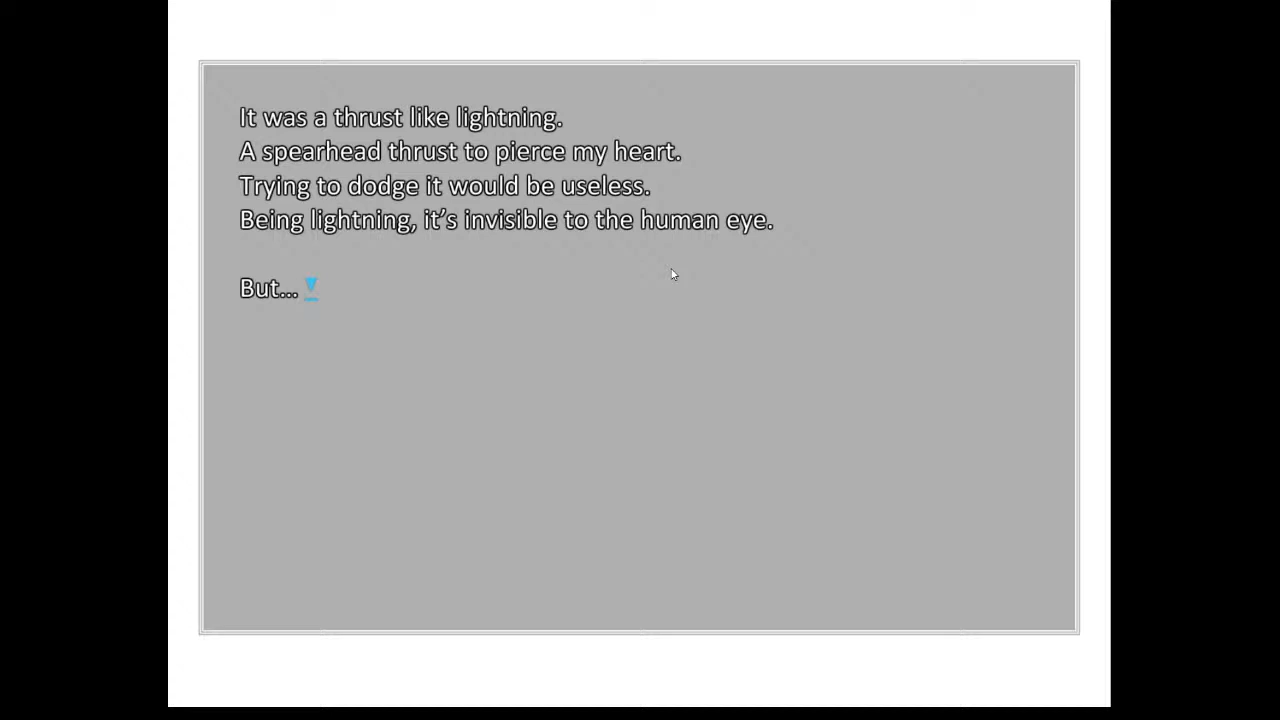 It was a thrust like lightning.
A spearhead thrust to pierce my heart.
Trying to dodge it would be useless.
Being lightning, it’s invisible to the human eye.
But...